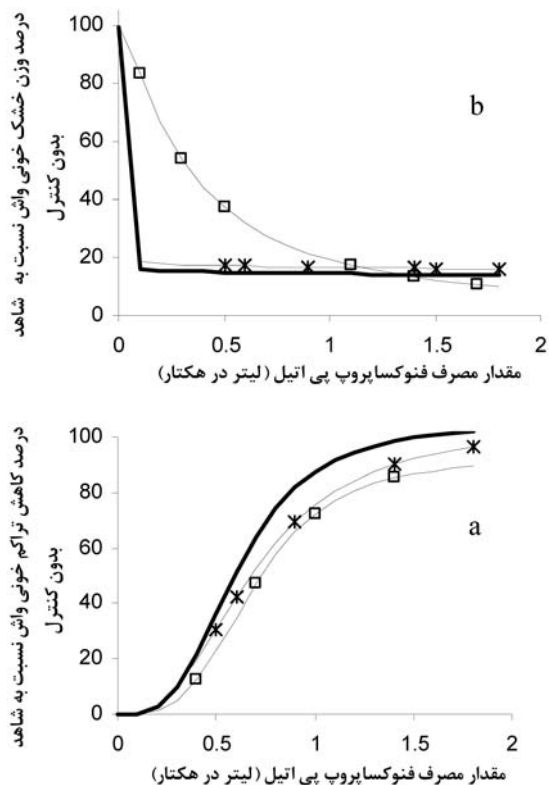 درصد وزن خشک خونی واش نسبت به شاهد
بدون کنترل
100
80
60
40
20
0
b
0
0.5
1
1.5
2
مقدار مصرف فنوکساپروپ پی اتیل (لیتر در هکتار)
درصد کاهش تراکم خونی واش نسبت به شاهد
بدون کنترل
100
80
60
40
20
0
a
0
0.5
1
1.5
2
مقدار مصرف فنوکساپروپ پی اتیل (لیتر در هکتار)